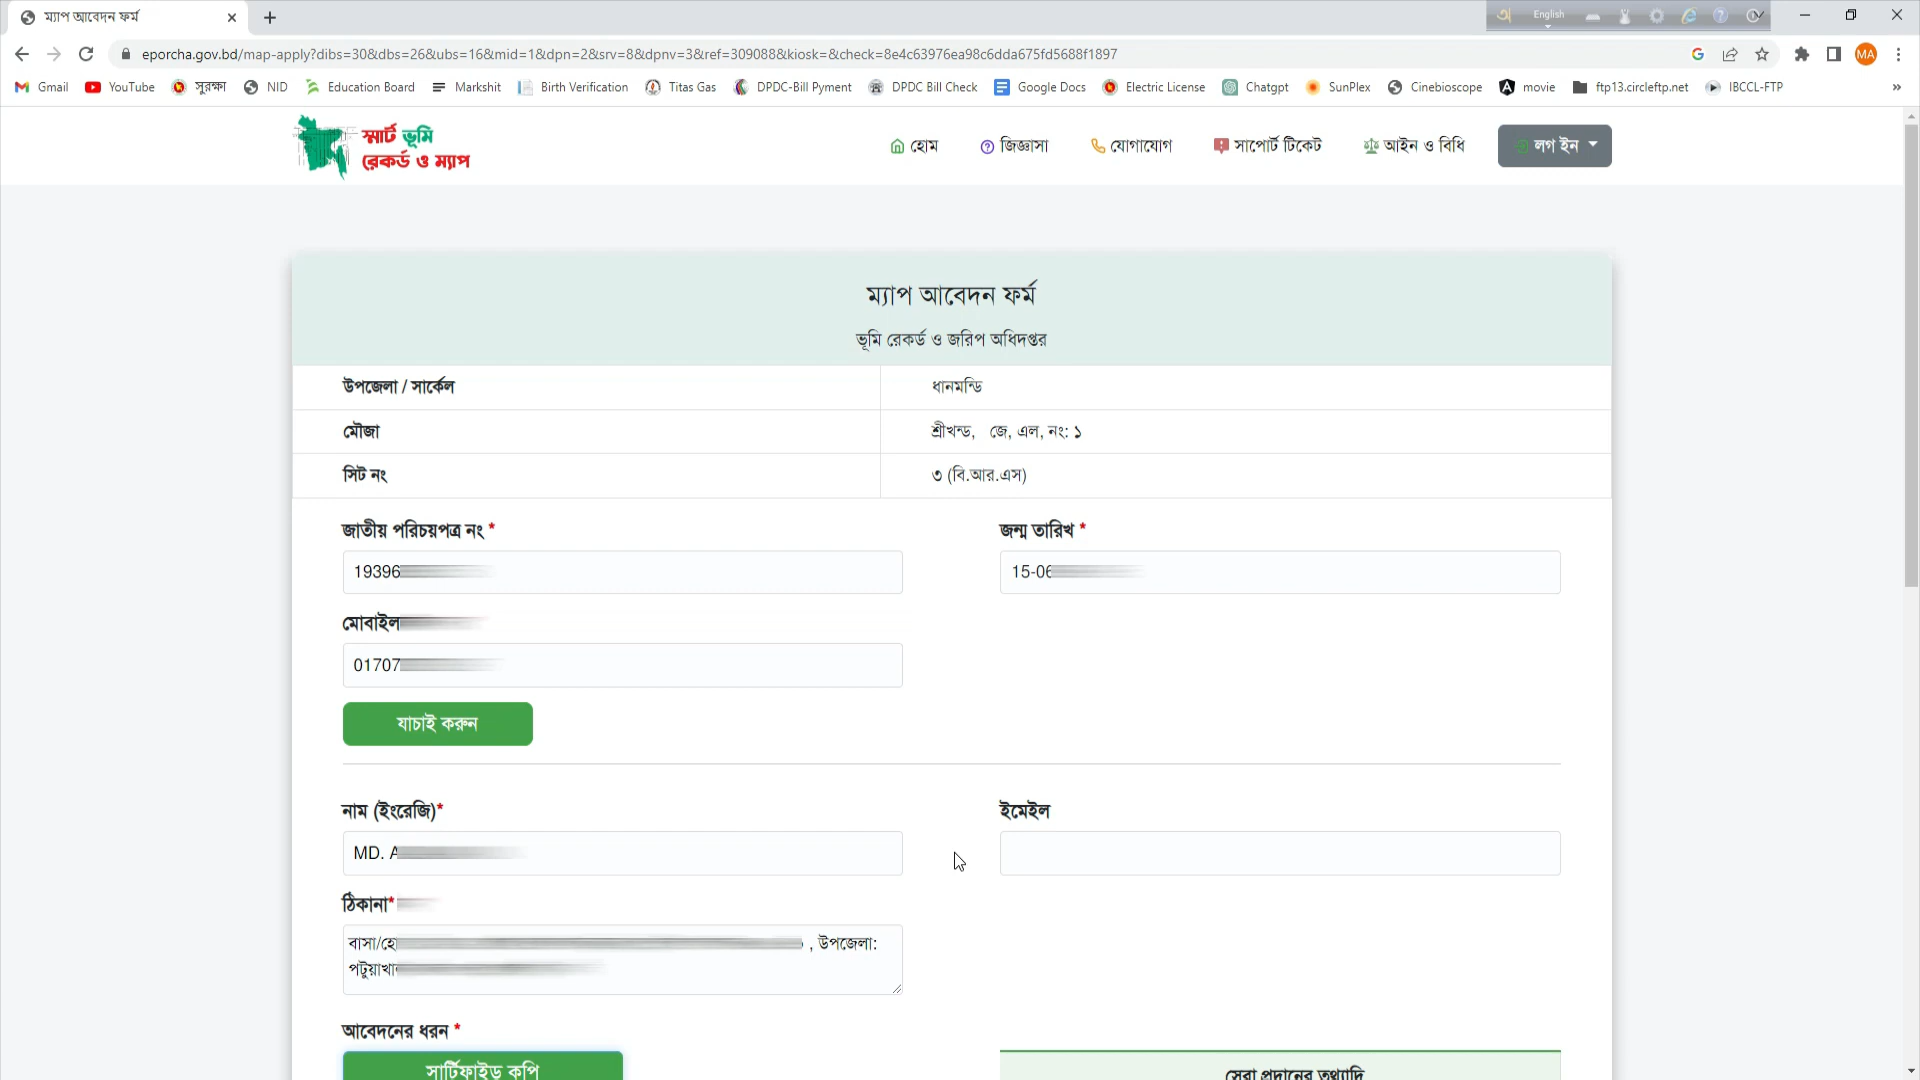 ম্যাপ আবেদন ফর্ম
English
eporcha.gov.bd/map-apply?dibs=30&dbs=26&ubs=16&mid=1&dpn=2&srv=8&dpnv=3&ref=309088&kiosk=&check=8e4c63976ea98c6dda675fd5688f1897
MA
Gmail YouTube সুরক্ষা NID Education Board Markshit Birth Verification Titas Gas DPDC-Bill Pyment DPDC Bill Check Google Docs Electric License Chatgpt SunPlex Cinebioscope movie ftp13.circleftp.net IBCCL-FTP
স্মার্ট ভূমি
রেকর্ড ও ম্যাপ
হোম জিজ্ঞাসা যোগাযোগ সাপোর্ট টিকেট আইন ও বিধি লগ ইন
ম্যাপ আবেদন ফর্ম
ভূমি রেকর্ড ও জরিপ অধিদপ্তর
উপজেলা / সার্কেল ধানমন্ডি
মৌজা শ্রীখন্ড, জে, এল, নং: ১
সিট নং ৩ (বি.আর.এস)
জাতীয় পরিচয়পত্র নং * জন্ম তারিখ *
19396 15-06
মোবাইল
01707
যাচাই করুন
নাম (ইংরেজি)* ইমেইল
MD. A
ঠিকানা*
বাসা/হো , উপজেলা:
পটুয়াখা
আবেদনের ধরন *
সার্টিফাইড কপি
সেবা প্রদানের তথ্যাদি